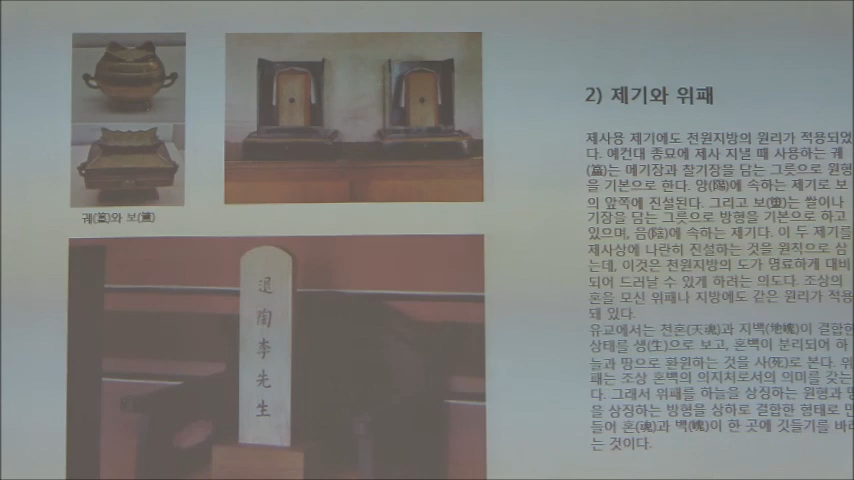 궤(簋)와 보(簠)
退陶李先生
2) 제기와 위패
제사용 제기에도 천원지방의 원리가 적용되었
다. 예컨대 종묘에 제사 지낼 때 사용하는 궤
(簋)는 메기장과 찰기장을 담는 그릇으로 원형
을 기본으로 한다. 양(陽)에 속하는 제기로 보
의 앞쪽에 진설된다. 그리고 보(簠)는 쌀이나
기장을 담는 그릇으로 방형을 기본으로 하고
있으며, 음(陰)에 속하는 제기다. 이 두 제기를
제사상에 나란히 진설하는 것을 원칙으로 삼
는데, 이것은 천원지방의 도가 명료하게 대비
되어 드러날 수 있게 하려는 의도다. 조상의
혼을 모신 위패나 지방에도 같은 원리가 적용
돼 있다.
유교에서는 천혼(天魂)과 지백(地魄)이 결합한
상태를 생(生)으로 보고, 혼백이 분리되어 하
늘과 땅으로 환원하는 것을 사(死)로 본다. 위
패는 조상 혼백의 의지처로서의 의미를 갖는
다. 그래서 위패를 하늘을 상징하는 원형과 땅
을 상징하는 방형을 상하로 결합한 형태로 만
들어 혼(魂)과 백(魄)이 한 곳에 깃들기를 바라
는 것이다.